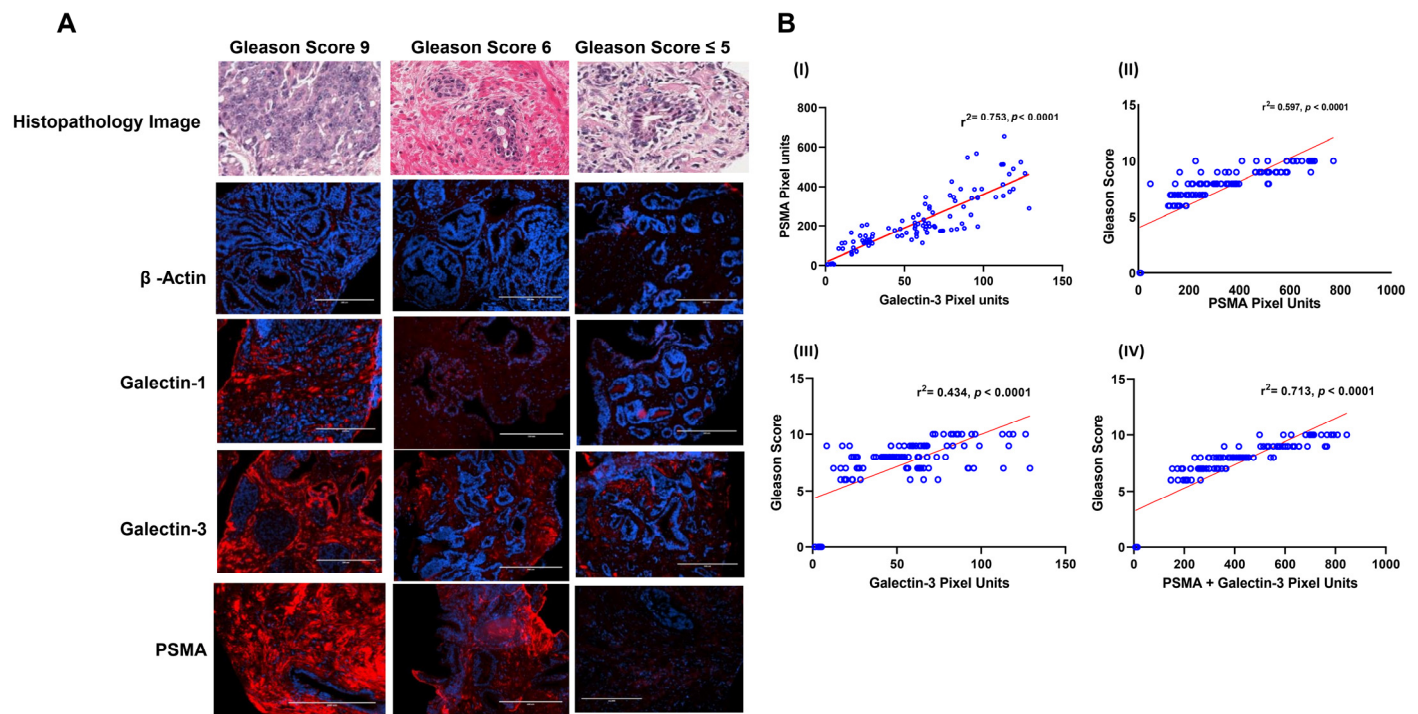 A
Gleason Score 9 Gleason Score 6 Gleason Score ≤ 5
Histopathology Image
β -Actin
Galectin-1
Galectin-3
PSMA
B
(I)
r²= 0.753, p < 0.0001
PSMA Pixel units
800
600
400
200
0
0 50 100 150
Galectin-3 Pixel units
(II)
r²= 0.597, p < 0.0001
Gleason Score
15
10
5
0
0 200 400 600 800 1000
PSMA Pixel Units
(III)
r²= 0.434, p < 0.0001
Gleason Score
15
10
5
0
0 50 100 150
Galectin-3 Pixel Units
(IV)
r²= 0.713, p < 0.0001
Gleason Score
15
10
5
0
0 200 400 600 800 1000
PSMA + Galectin-3 Pixel Units